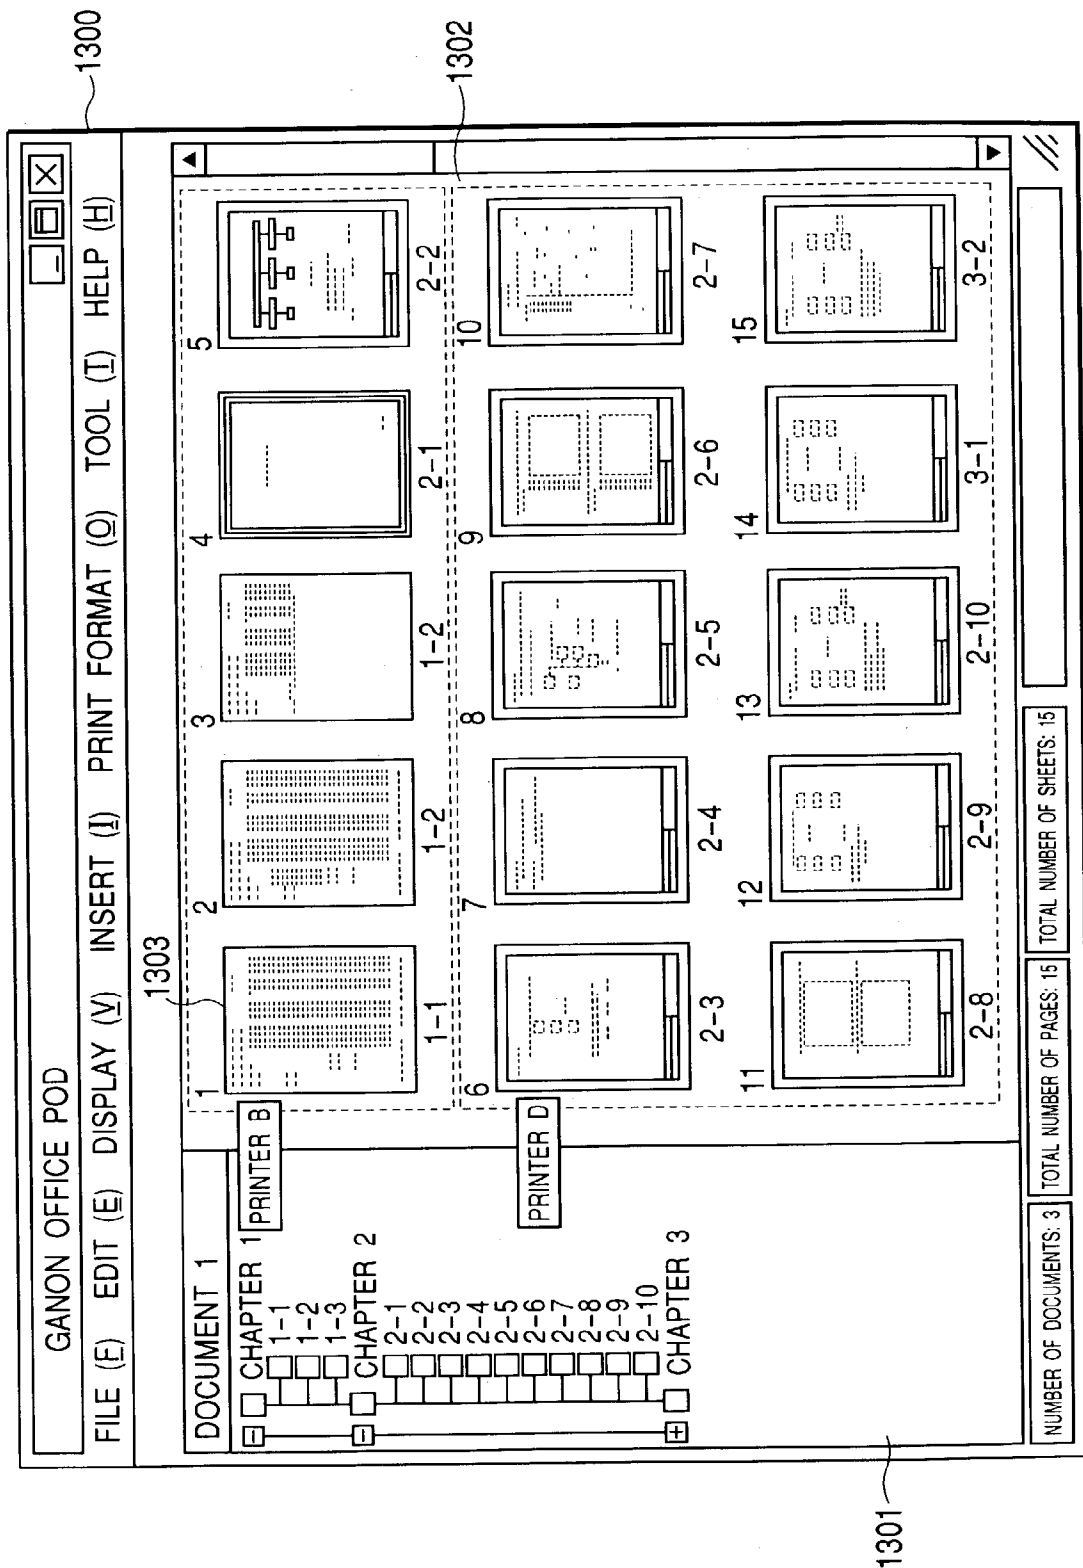 1300
GANON OFFICE POD
FILE (F) EDIT (E) DISPLAY (V) INSERT (I) PRINT FORMAT (O) TOOL (T) HELP (H)
1303
1302
DOCUMENT 1
CHAPTER 1
1-1
1-2
1-3
CHAPTER 2
2-1
2-2
2-3
2-4
2-5
2-6
2-7
2-8
2-9
2-10
CHAPTER 3
PRINTER B
1 2 3 4 5
1-1 1-2 1-2 2-1 2-2
PRINTER D
6 7 8 9 10
2-3 2-4 2-5 2-6 2-7
11 12 13 14 15
2-8 2-9 2-10 3-1 3-2
1301
NUMBER OF DOCUMENTS: 3 TOTAL NUMBER OF PAGES: 15 TOTAL NUMBER OF SHEETS: 15